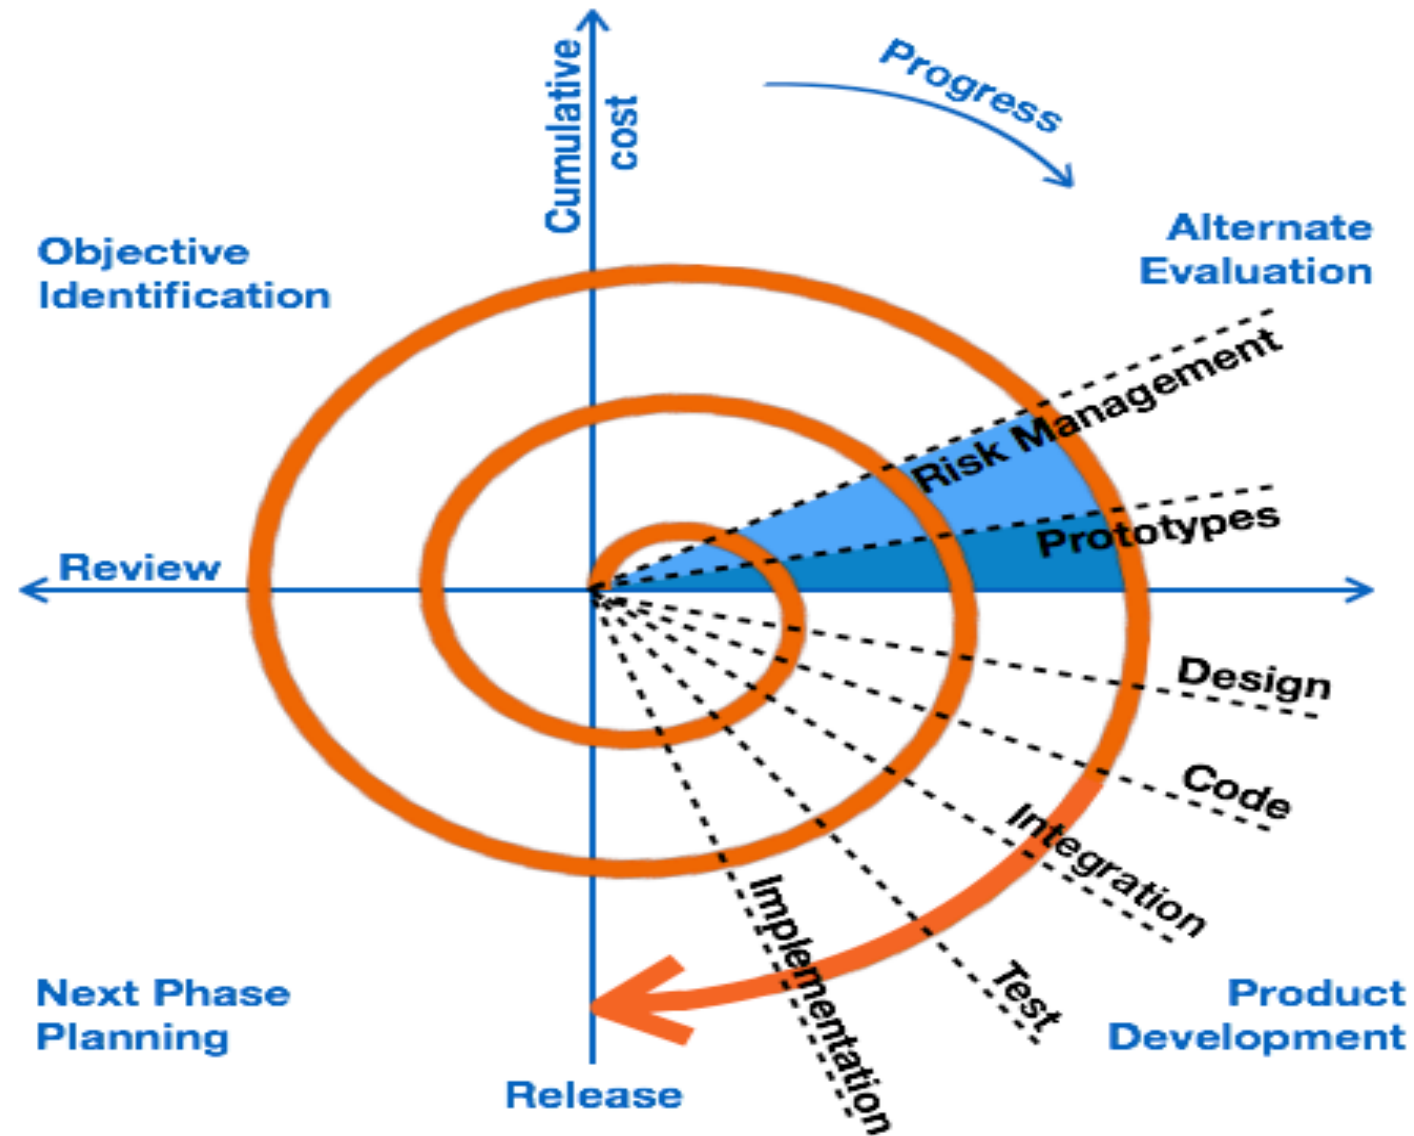 Cumulative
cost
Progress
Objective
Identification
Alternate
Evaluation
Risk Management
Prototypes
Review
Design
Code
Integration
Test
Implementation
Next Phase
Planning
Product
Development
Release